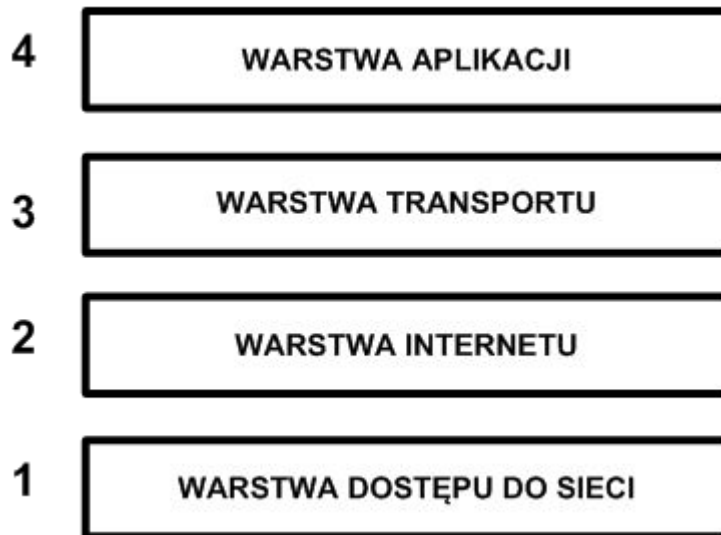 4 WARSTWA APLIKACJI
3 WARSTWA TRANSPORTU
2 WARSTWA INTERNETU
1 WARSTWA DOSTĘPU DO SIECI